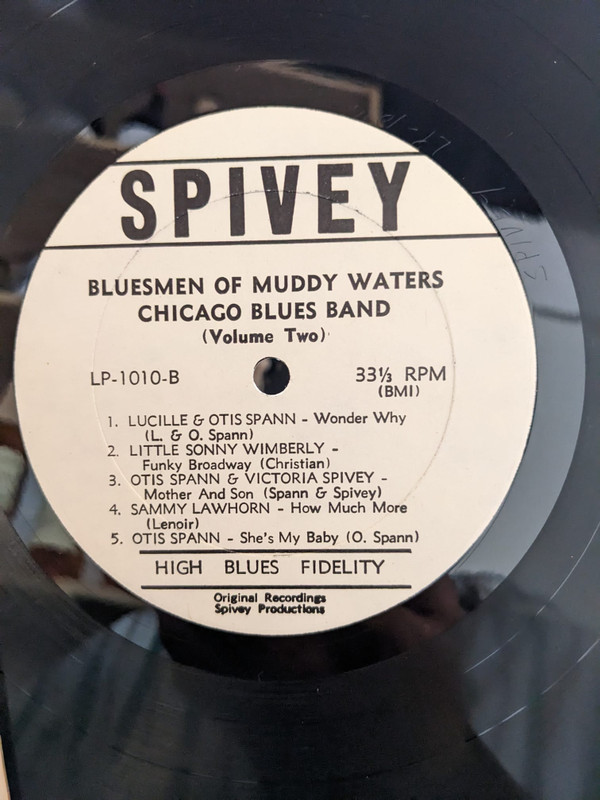 SPIVEY
BLUESMEN OF MUDDY WATERS
CHICAGO BLUES BAND
(Volume Two)
LP-1010-B
33⅓ RPM
(BMI)
1. LUCILLE & OTIS SPANN - Wonder Why
(L. & O. Spann)
2. LITTLE SONNY WIMBERLY -
Funky Broadway (Christian)
3. OTIS SPANN & VICTORIA SPIVEY -
Mother And Son (Spann & Spivey)
4. SAMMY LAWHORN - How Much More
(Lenoir)
5. OTIS SPANN - She's My Baby (O. Spann)
HIGH BLUES FIDELITY
Original Recordings
Spivey Productions
SPIVEY